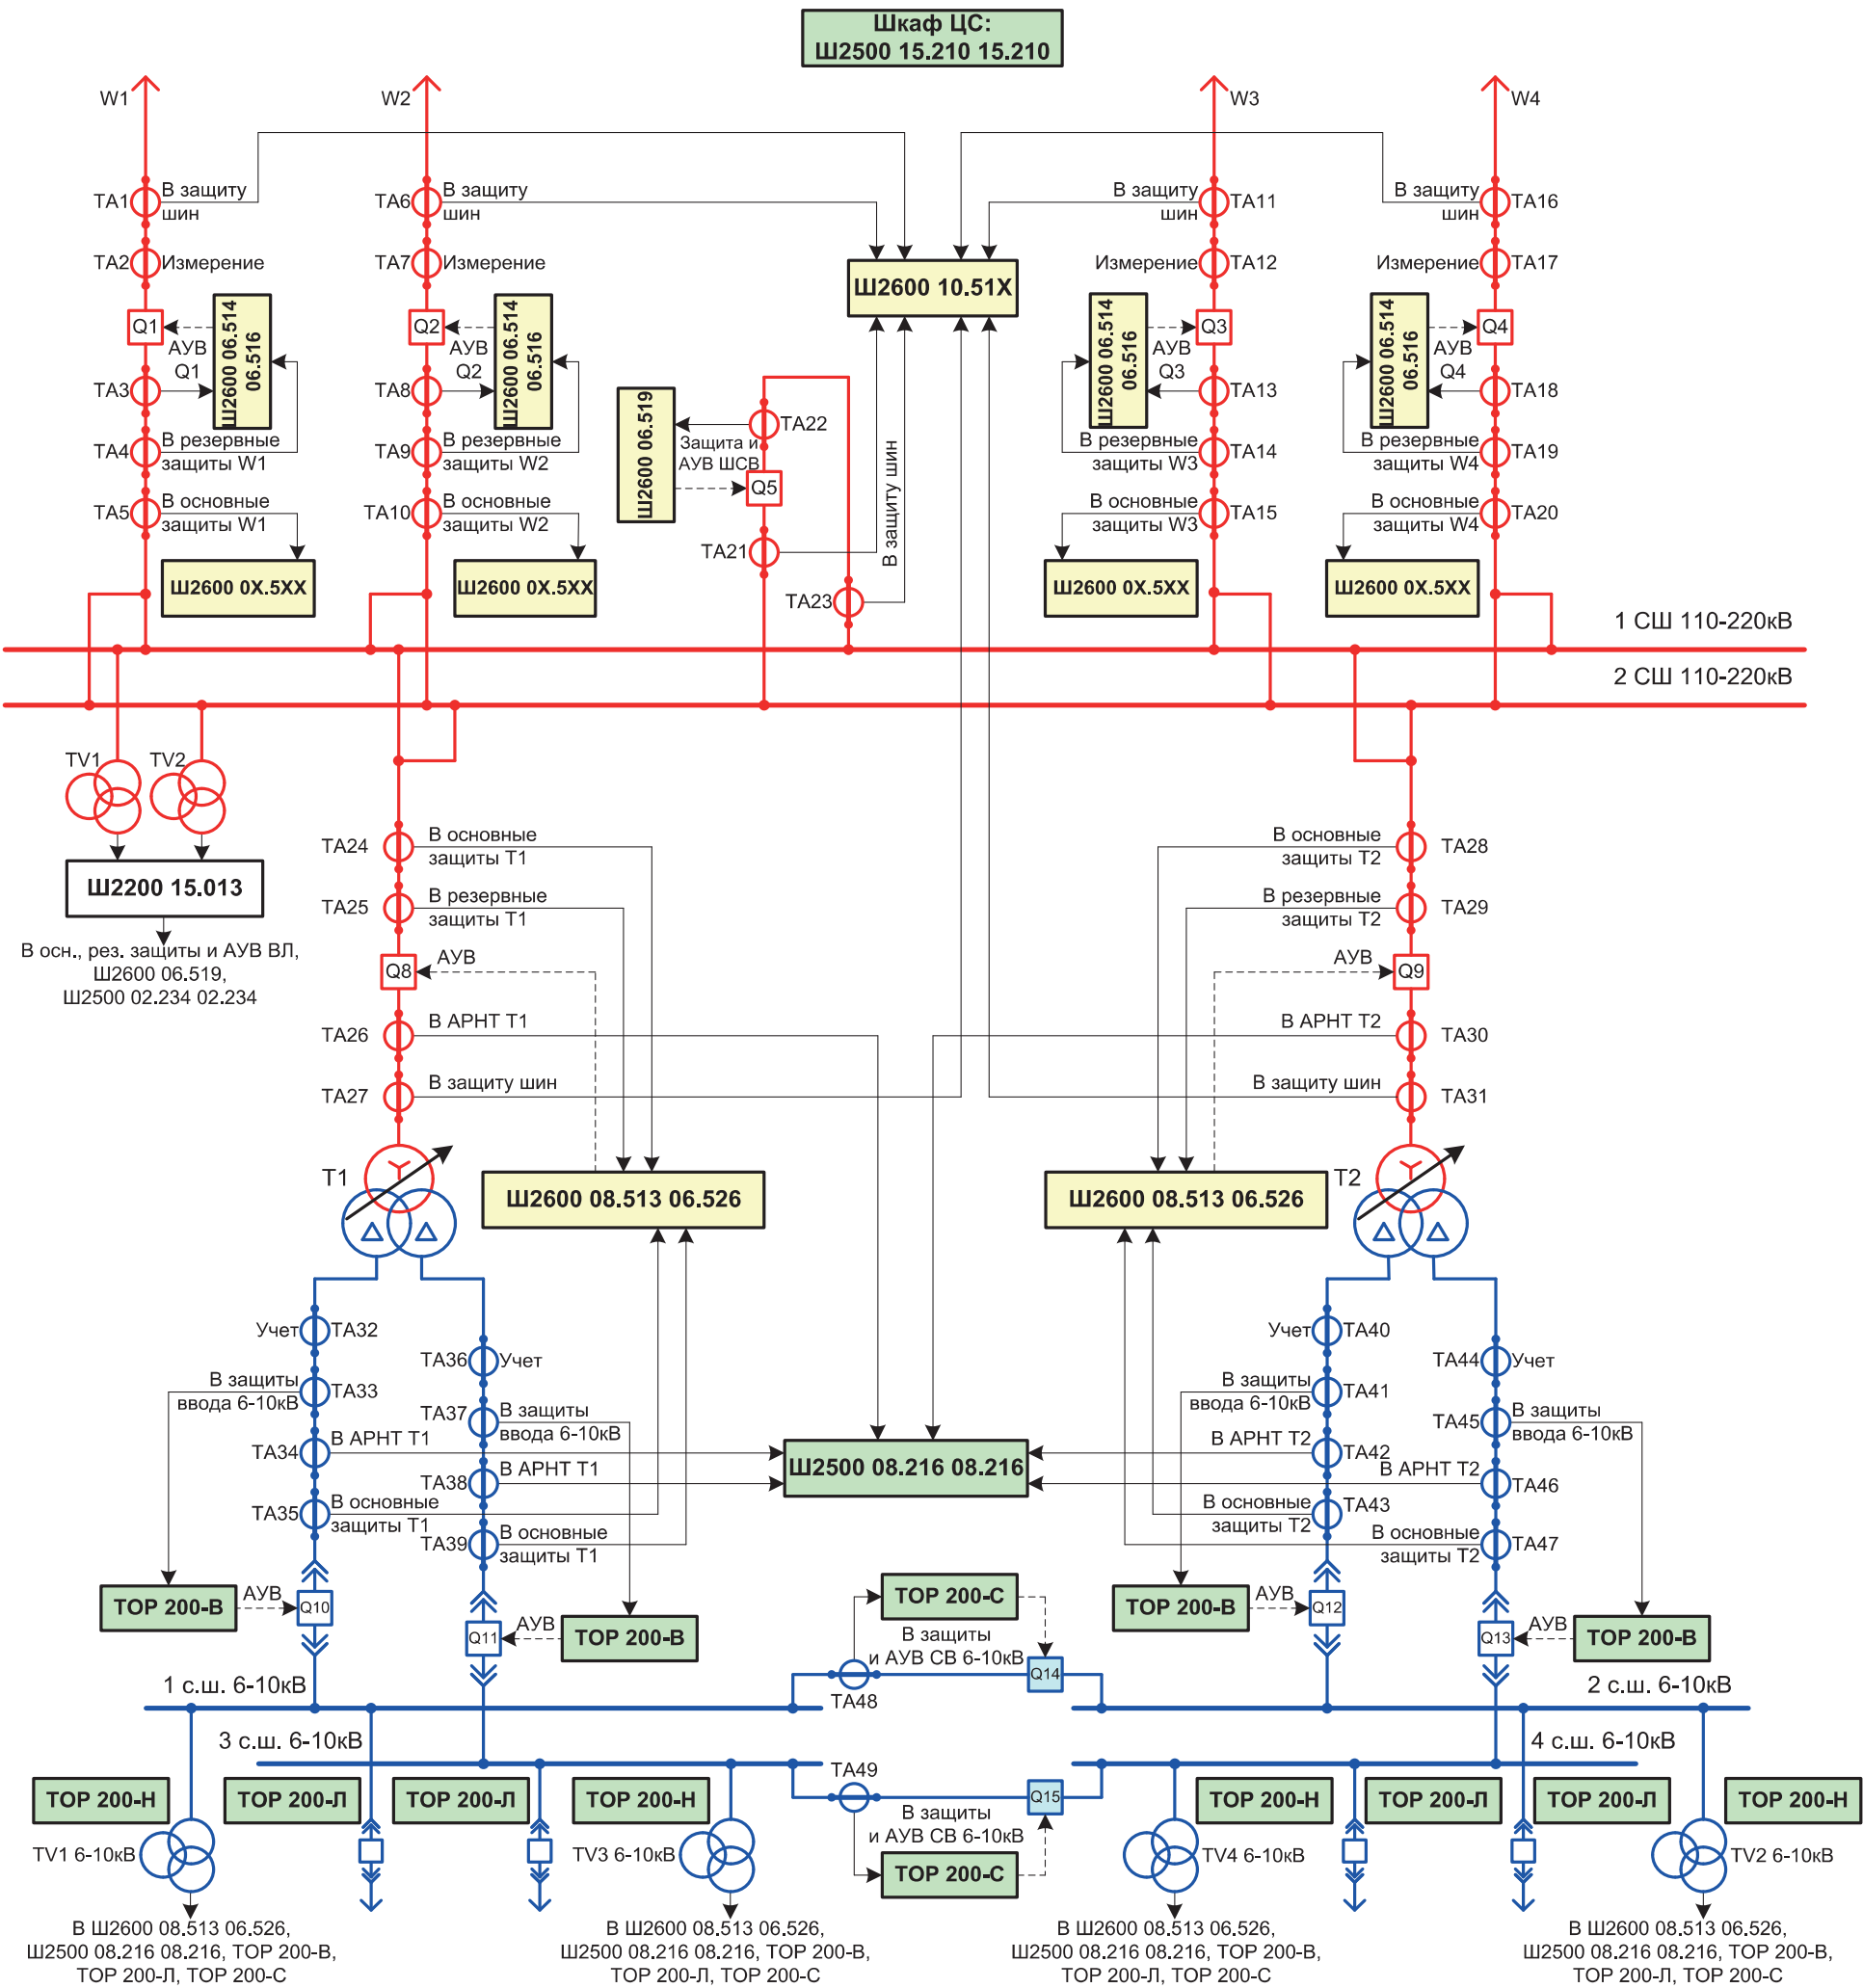 Шкаф ЦС:
Ш2500 15.210 15.210
W1
W2
W3
W4
TA1
В защиту
шин
TA6
В защиту
шин
В защиту
шин
TA11
В защиту
шин
TA16
TA2
Измерение
TA7
Измерение
Измерение
TA12
Измерение
TA17
Ш2600 10.51X
Q1
АУВ
Q1
Ш2600 06.514
06.516
Q2
АУВ
Q2
Ш2600 06.514
06.516
Ш2600 06.514
06.516
АУВ
Q3
Q3
Ш2600 06.514
06.516
АУВ
Q4
Q4
TA3
TA8
TA13
TA18
Ш2600 06.519
TA22
Защита и
АУВ ШСВ
Q5
В защиту шин
TA4
В резервные
защиты W1
TA9
В резервные
защиты W2
В резервные
защиты W3
TA14
В резервные
защиты W4
TA19
TA5
В основные
защиты W1
TA10
В основные
защиты W2
В основные
защиты W3
TA15
В основные
защиты W4
TA20
TA21
TA23
Ш2600 0X.5XX
Ш2600 0X.5XX
Ш2600 0X.5XX
Ш2600 0X.5XX
1 СШ 110-220кВ
2 СШ 110-220кВ
TV1
TV2
Ш2200 15.013
В осн., рез. защиты и АУВ ВЛ,
Ш2600 06.519,
Ш2500 02.234 02.234
TA24
В основные
защиты Т1
В основные
защиты Т2
TA28
TA25
В резервные
защиты Т1
В резервные
защиты Т2
TA29
Q8
АУВ
АУВ
Q9
TA26
В АРНТ Т1
В АРНТ Т2
TA30
TA27
В защиту шин
В защиту шин
TA31
T1
Ш2600 08.513 06.526
Ш2600 08.513 06.526
T2
Учет
TA32
TA36
Учет
Учет
TA40
TA44
Учет
В защиты
ввода 6-10кВ
TA33
TA37
В защиты
ввода 6-10кВ
В защиты
ввода 6-10кВ
TA41
TA45
В защиты
ввода 6-10кВ
TA34
В АРНТ Т1
TA38
В АРНТ Т1
Ш2500 08.216 08.216
В АРНТ Т2
TA42
В АРНТ Т2
TA46
TA35
В основные
защиты Т1
TA39
В основные
защиты Т1
В основные
защиты Т2
TA43
В основные
защиты Т2
TA47
ТОР 200-В
АУВ
Q10
Q11
АУВ
ТОР 200-В
ТОР 200-С
В защиты
и АУВ СВ 6-10кВ
Q14
TA48
ТОР 200-В
АУВ
Q12
Q13
АУВ
ТОР 200-В
1 с.ш. 6-10кВ
2 с.ш. 6-10кВ
3 с.ш. 6-10кВ
4 с.ш. 6-10кВ
TA49
Q15
В защиты
и АУВ СВ 6-10кВ
ТОР 200-С
ТОР 200-Н
ТОР 200-Л
ТОР 200-Л
ТОР 200-Н
ТОР 200-Н
ТОР 200-Л
ТОР 200-Л
ТОР 200-Н
TV1 6-10кВ
TV3 6-10кВ
TV4 6-10кВ
TV2 6-10кВ
В Ш2600 08.513 06.526,
Ш2500 08.216 08.216, ТОР 200-В,
ТОР 200-Л, ТОР 200-С
В Ш2600 08.513 06.526,
Ш2500 08.216 08.216, ТОР 200-В,
ТОР 200-Л, ТОР 200-С
В Ш2600 08.513 06.526,
Ш2500 08.216 08.216, ТОР 200-В,
ТОР 200-Л, ТОР 200-С
В Ш2600 08.513 06.526,
Ш2500 08.216 08.216, ТОР 200-В,
ТОР 200-Л, ТОР 200-С